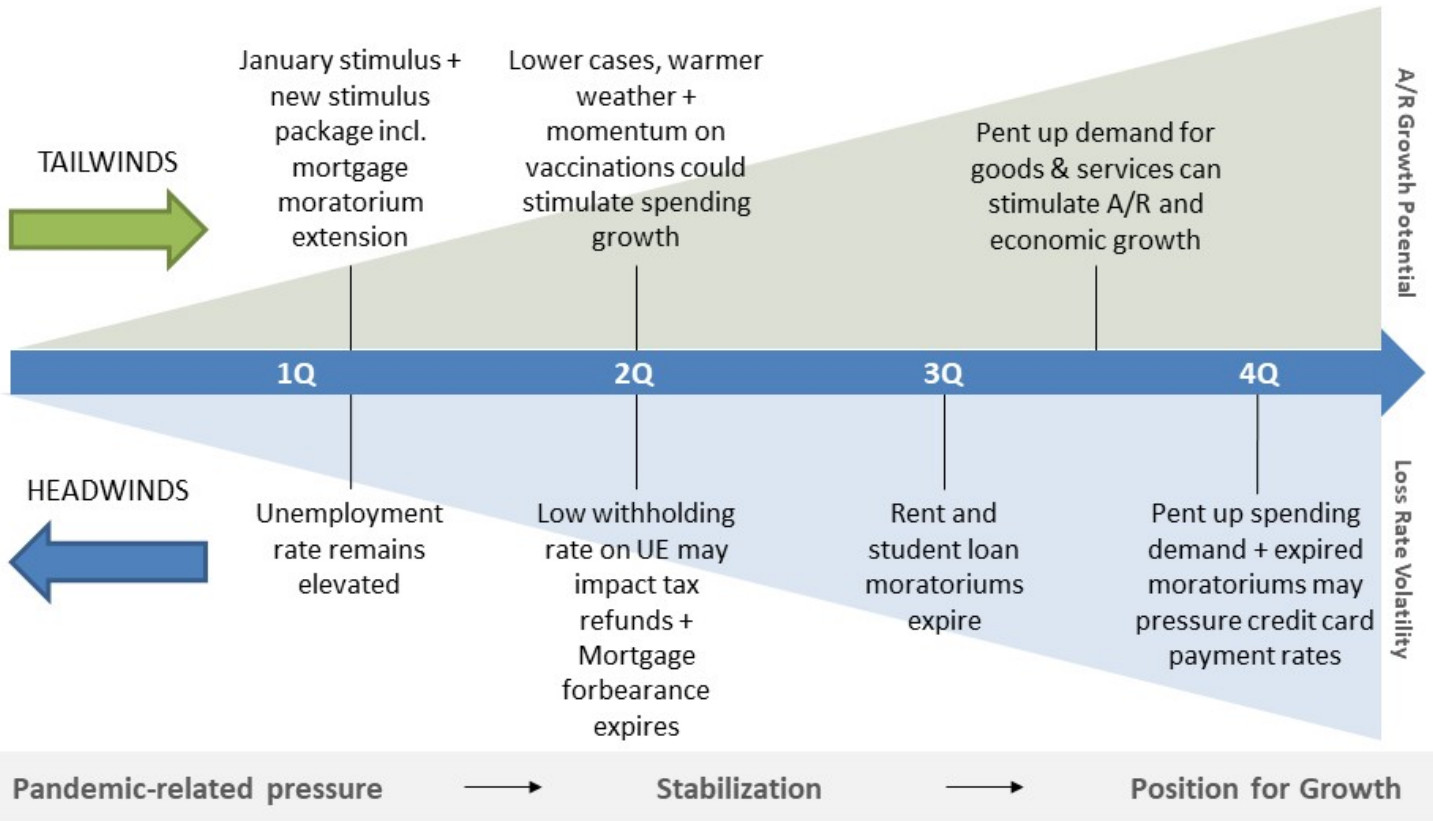 TAILWINDS
January stimulus +
new stimulus
package incl.
mortgage
moratorium
extension
Lower cases, warmer
weather +
momentum on
vaccinations could
stimulate spending
growth
Pent up demand for
goods & services can
stimulate A/R and
economic growth
A/R Growth Potential
1Q
2Q
3Q
4Q
HEADWINDS
Unemployment
rate remains
elevated
Low withholding
rate on UE may
impact tax
refunds +
Mortgage
forbearance
expires
Rent and
student loan
moratoriums
expire
Pent up spending
demand + expired
moratoriums may
pressure credit card
payment rates
Loss Rate Volatility
Pandemic-related pressure
Stabilization
Position for Growth